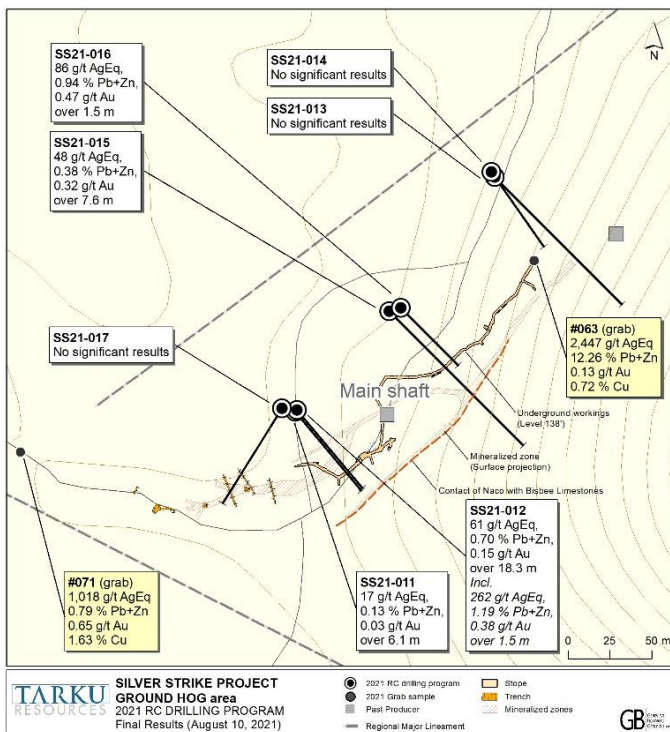 SS21-016
86 g/t AgEq,
0.94 % Pb+Zn,
0.47 g/t Au
over 1.5 m
SS21-015
48 g/t AgEq,
0.38 % Pb+Zn,
0.32 g/t Au
over 7.6 m
SS21-014
No significant results
SS21-013
No significant results
N
SS21-017
No significant results
#063 (grab)
2,447 g/t AgEq
12.26 % Pb+Zn
0.13 g/t Au
0.72 % Cu
Main shaft
Underground workings
(Level 138')
Mineralized zone
(Surface projection)
Contact of Naco with Bisbee Limestones
#071 (grab)
1,018 g/t AgEq
0.79 % Pb+Zn
0.65 g/t Au
1.63 % Cu
SS21-011
17 g/t AgEq,
0.13 % Pb+Zn,
0.03 g/t Au
over 6.1 m
SS21-012
61 g/t AgEq,
0.70 % Pb+Zn,
0.15 g/t Au
over 18.3 m
Incl.
262 g/t AgEq,
1.19 % Pb+Zn,
0.38 g/t Au
over 1.5 m
0 25 50 m
TARKU
RESOURCES
SILVER STRIKE PROJECT
GROUND HOG area
2021 RC DRILLING PROGRAM
Final Results (August 10, 2021)
2021 RC drilling program
2021 Grab sample
Past Producer
Regional Major Lineament
Stope
Trench
Mineralized zones